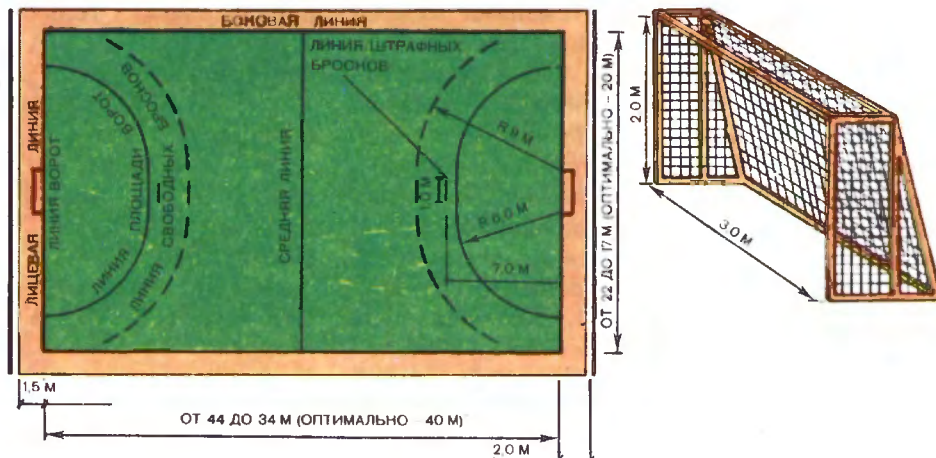 БОКОВАЯ ЛИНИЯ
ЛИНИЯ ШТРАФНЫХ
БРОСКОВ
ЛИЦЕВАЯ ЛИНИЯ
ЛИНИЯ ВОРОТ
ЛИНИЯ ПЛОЩАДИ ВОРОТ
ЛИНИЯ СВОБОДНЫХ БРОСКОВ
СРЕДНЯЯ ЛИНИЯ
R 9 М
1,0 М
R 6,0 М
7,0 М
ОТ 22 ДО 17 М (ОПТИМАЛЬНО - 20 М)
2,0 М
3,0 М
1,5 М
ОТ 44 ДО 34 М (ОПТИМАЛЬНО 40 М)
2,0 М